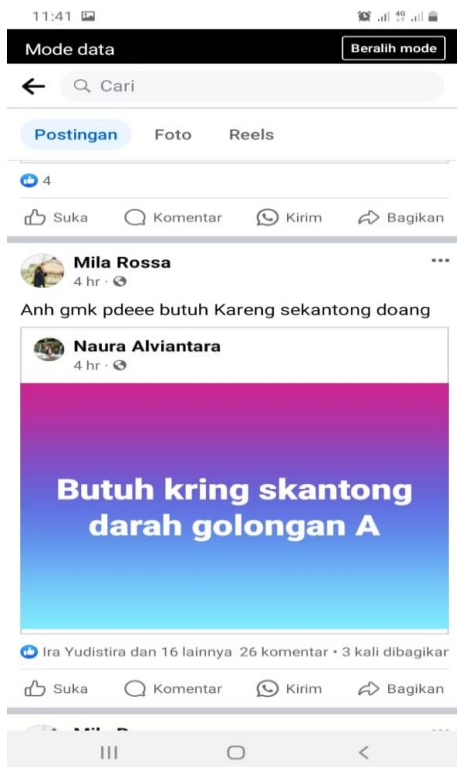 11:41
4G
Mode data
Beralih mode
Cari
Postingan Foto Reels
4
Suka Komentar Kirim Bagikan
Mila Rossa
4 hr ·
Anh gmk pdeee butuh Kareng sekantong doang
Naura Alviantara
4 hr ·
Butuh kring skantong
darah golongan A
Ira Yudistira dan 16 lainnya 26 komentar • 3 kali dibagikan
Suka Komentar Kirim Bagikan